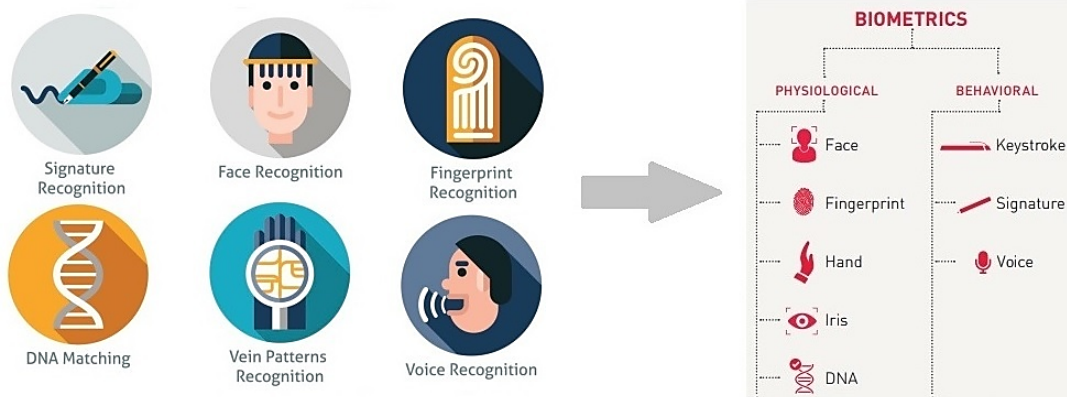 Signature
Recognition
Face Recognition
Fingerprint
Recognition
DNA Matching
Vein Patterns
Recognition
Voice Recognition
BIOMETRICS
PHYSIOLOGICAL
Face
Fingerprint
Hand
Iris
DNA
BEHAVIORAL
Keystroke
Signature
Voice